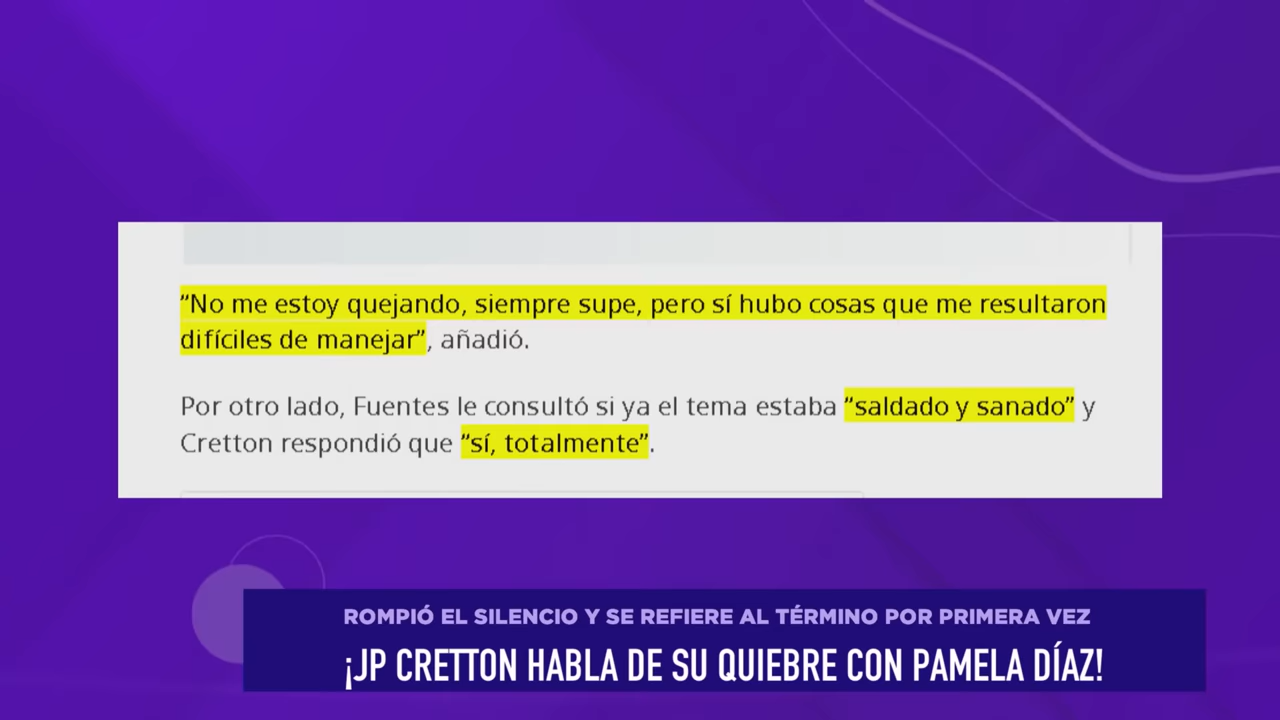 ”No me estoy quejando, siempre supe, pero sí hubo cosas que me resultaron
difíciles de manejar”, añadió.
Por otro lado, Fuentes le consultó si ya el tema estaba “saldado y sanado” y
Cretton respondió que “sí, totalmente”.
ROMPIÓ EL SILENCIO Y SE REFIERE AL TÉRMINO POR PRIMERA VEZ
¡JP CRETTON HABLA DE SU QUIEBRE CON PAMELA DÍAZ!